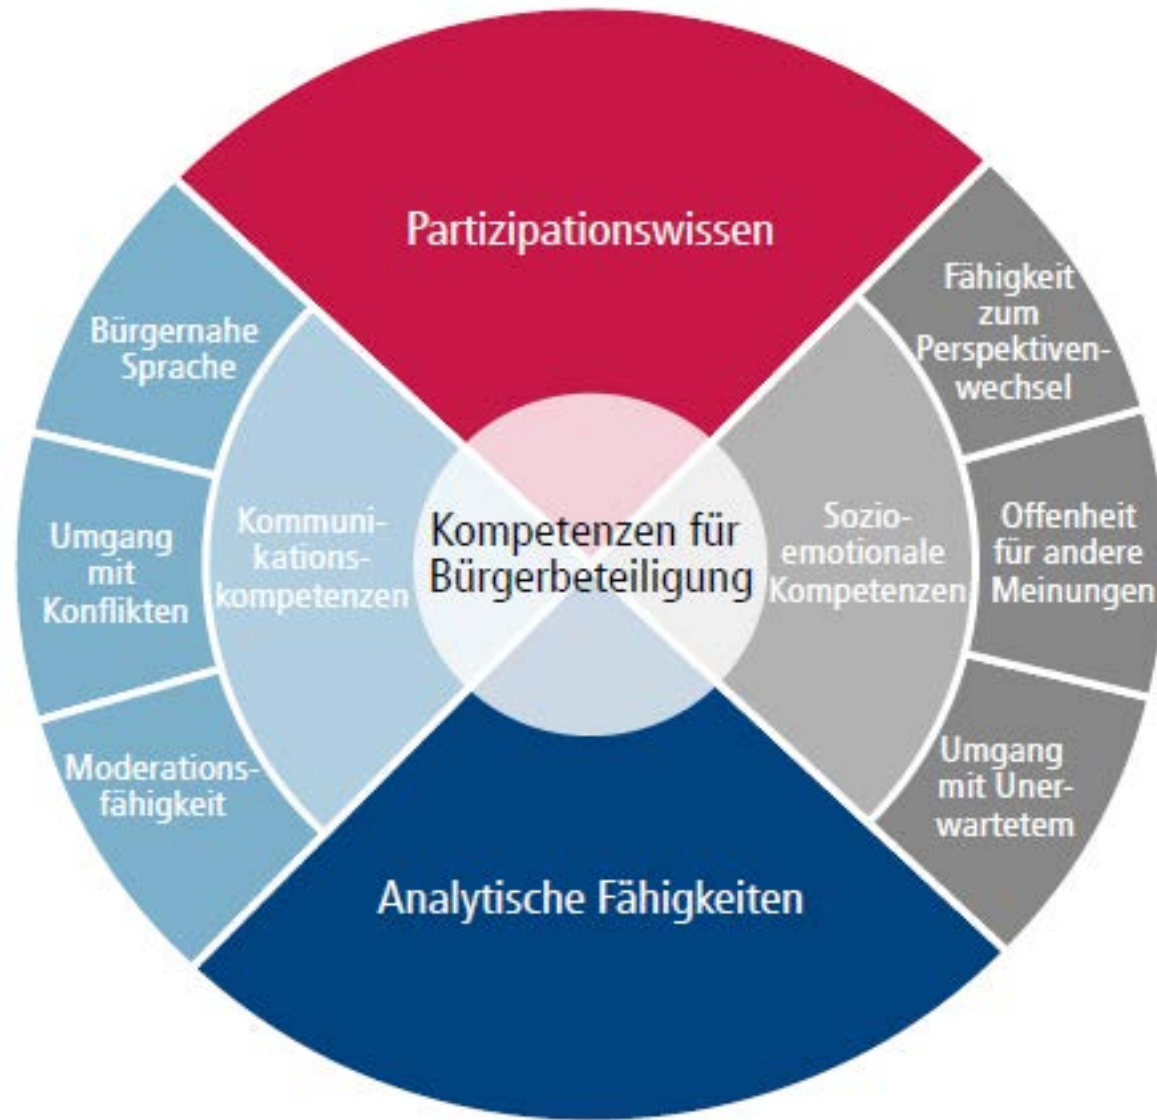 Partizipationswissen
Bürgernahe
Sprache
Umgang
mit
Konflikten
Moderations-
fähigkeit
Kommuni-
kations-
kompetenzen
Kompetenzen für
Bürgerbeteiligung
Sozio-
emotionale
Kompetenzen
Fähigkeit
zum
Perspektiven-
wechsel
Offenheit
für andere
Meinungen
Umgang
mit Uner-
wartetem
Analytische Fähigkeiten